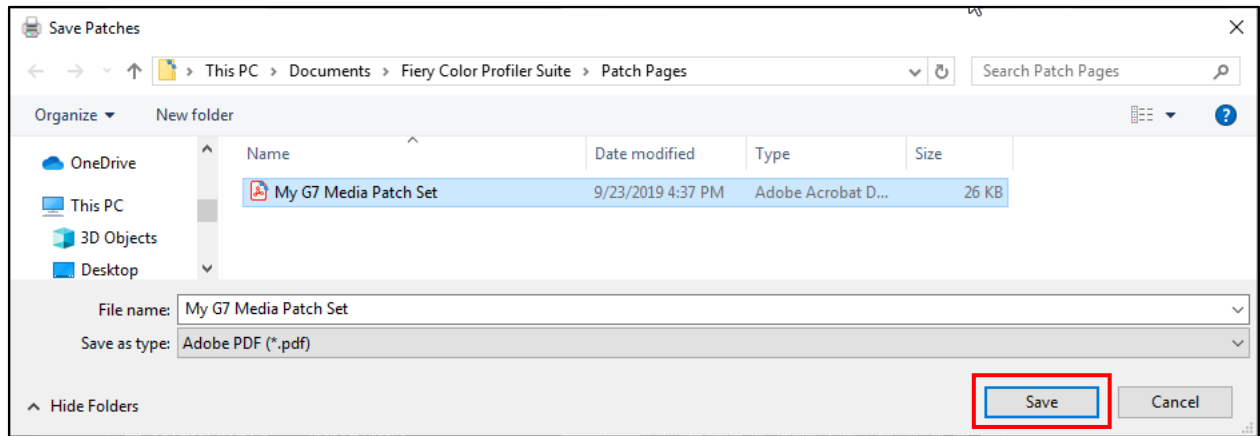 Save Patches
This PC > Documents > Fiery Color Profiler Suite > Patch Pages
Search Patch Pages
Organize
New folder
Name
Date modified
Type
Size
OneDrive
My G7 Media Patch Set
9/23/2019 4:37 PM
Adobe Acrobat D...
26 KB
This PC
3D Objects
Desktop
File name: My G7 Media Patch Set
Save as type: Adobe PDF (*.pdf)
Hide Folders
Save
Cancel